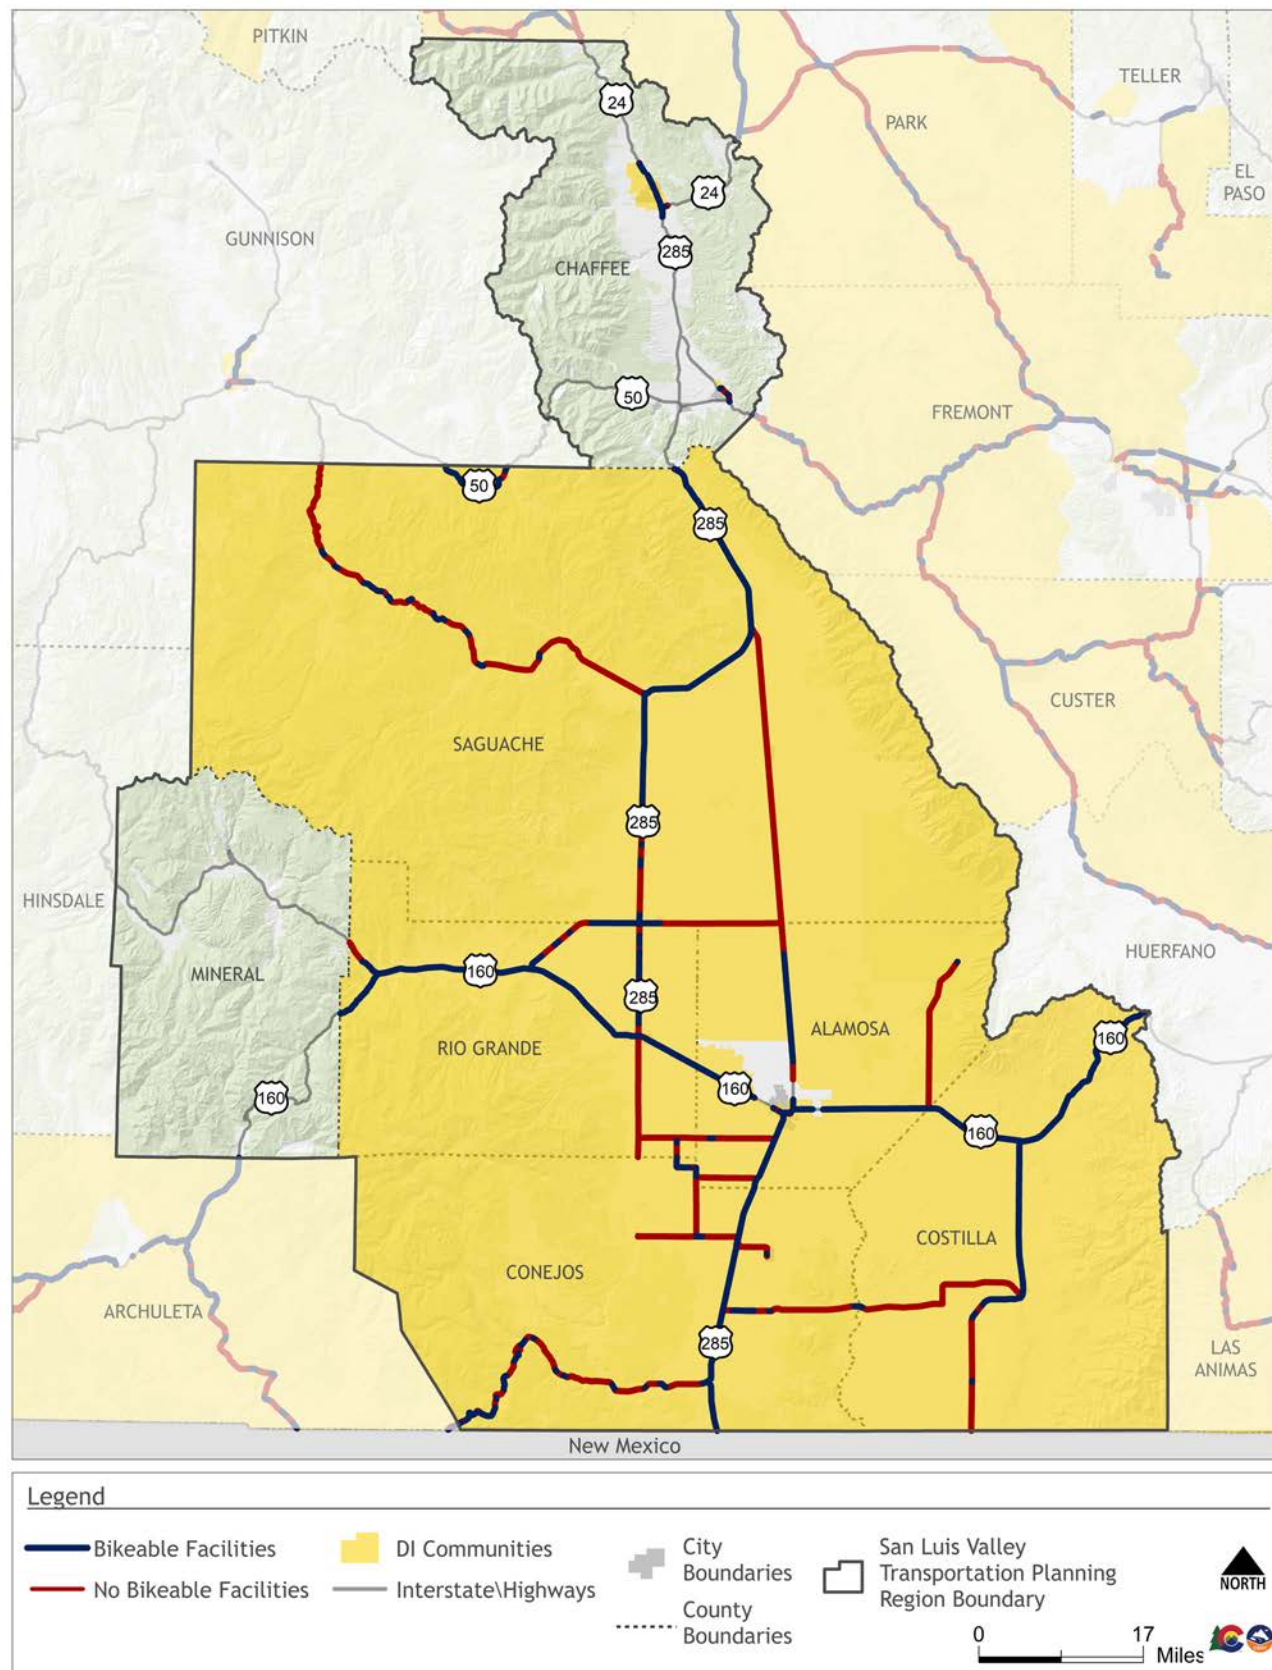 PITKIN
24
TELLER
PARK
EL
PASO
24
GUNNISON
285
CHAFFEE
50
FREMONT
50
285
CUSTER
SAGUACHE
285
HINSDALE
HUERFANO
MINERAL
160
285
ALAMOSA
RIO GRANDE
160
160
160
160
COSTILLA
CONEJOS
ARCHULETA
285
LAS
ANIMAS
New Mexico
Legend
Bikeable Facilities
No Bikeable Facilities
DI Communities
Interstate\Highways
City
Boundaries
County
Boundaries
San Luis Valley
Transportation Planning
Region Boundary
NORTH
0 17
Miles